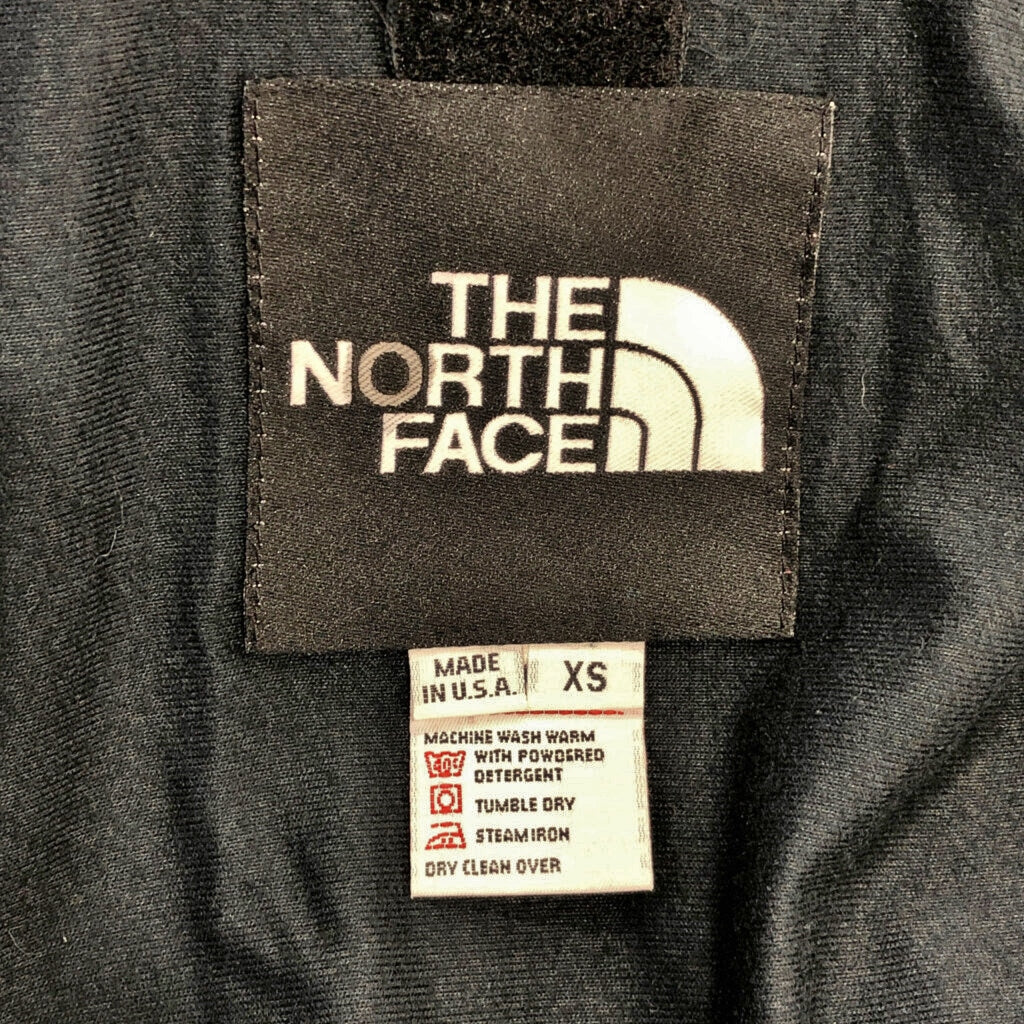 THE
NORTH
FACE
MADE
IN U.S.A.
XS
MACHINE WASH WARM
40°
WITH POWDERED
DETERGENT
TUMBLE DRY
STEAM IRON
DRY CLEAN OVER